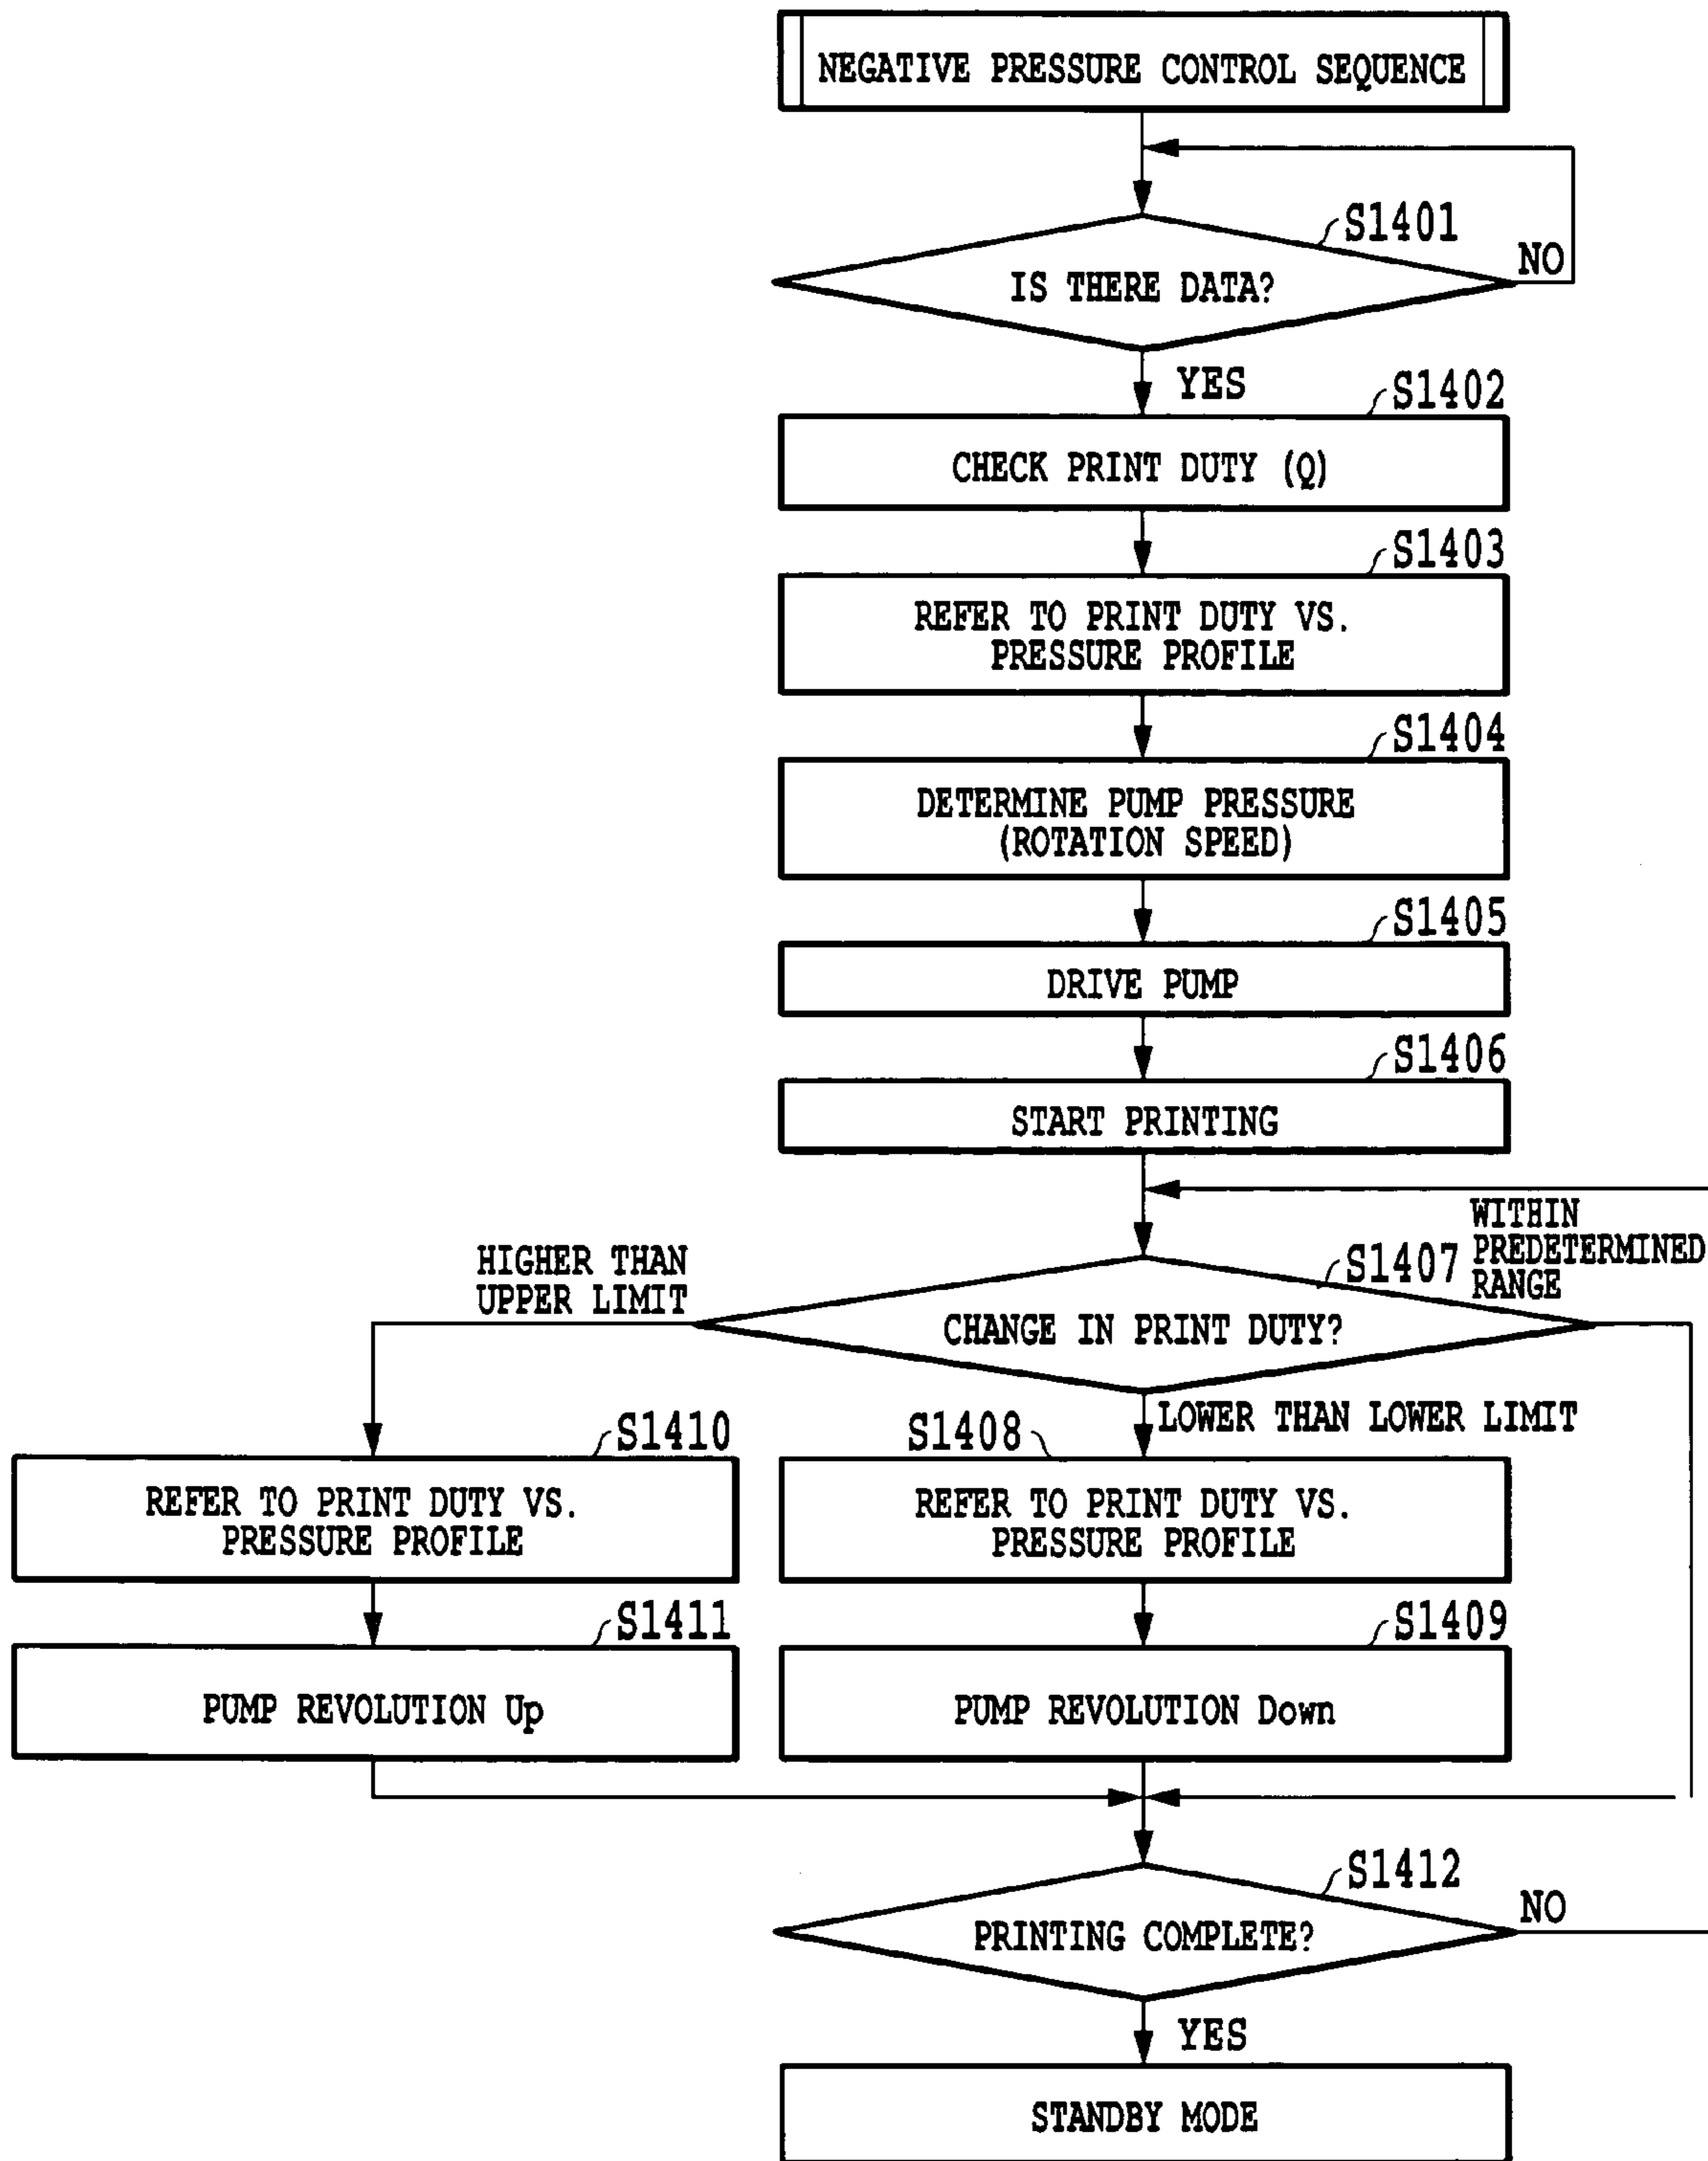 NEGATIVE PRESSURE CONTROL SEQUENCE
S1401
NO
IS THERE DATA?
YES
S1402
CHECK PRINT DUTY (Q)
S1403
REFER TO PRINT DUTY VS.
PRESSURE PROFILE
S1404
DETERMINE PUMP PRESSURE
(ROTATION SPEED)
S1405
DRIVE PUMP
S1406
START PRINTING
WITHIN
PREDETERMINED
RANGE
HIGHER THAN
UPPER LIMIT
S1407
CHANGE IN PRINT DUTY?
LOWER THAN LOWER LIMIT
S1410
S1408
REFER TO PRINT DUTY VS.
PRESSURE PROFILE
REFER TO PRINT DUTY VS.
PRESSURE PROFILE
S1411
S1409
PUMP REVOLUTION Up
PUMP REVOLUTION Down
S1412
NO
PRINTING COMPLETE?
YES
STANDBY MODE